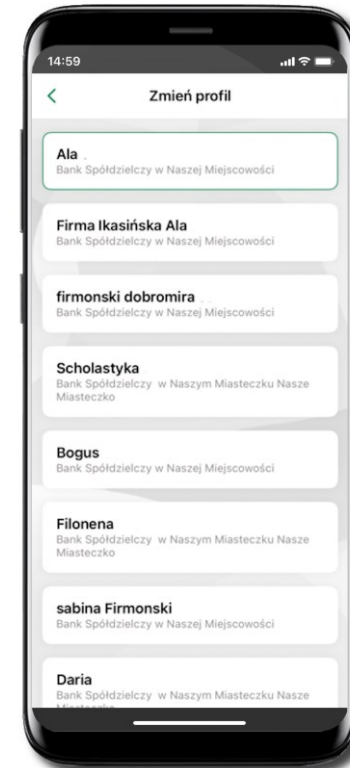 14:59
Zmień profil
Ala
Bank Spółdzielczy w Naszej Miejscowości
Firma Ikasińska Ala
Bank Spółdzielczy w Naszej Miejscowości
firmonski dobromira
Bank Spółdzielczy w Naszej Miejscowości
Scholastyka
Bank Spółdzielczy w Naszym Miasteczku Nasze
Miasteczko
Bogus
Bank Spółdzielczy w Naszej Miejscowości
Filonena
Bank Spółdzielczy w Naszym Miasteczku Nasze
Miasteczko
sabina Firmonski
Bank Spółdzielczy w Naszej Miejscowości
Daria
Bank Spółdzielczy w Naszym Miasteczku Nasze